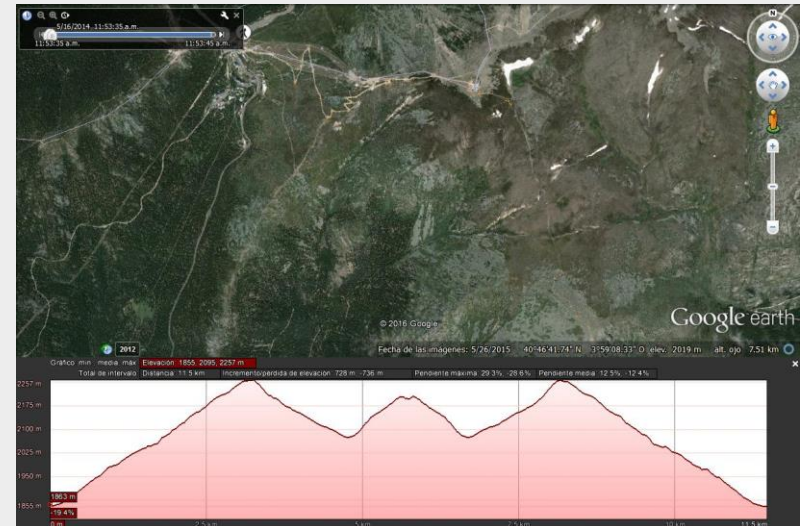 5/16/2014 11:53:35 a.m.
11:53:35 a.m. 11:53:45 a.m.
N
© 2016 Google
Google earth
2012
Fecha de las imágenes: 5/26/2015 40°46'41.74" N 3°59'08.33" O elev. 2019 m alt. ojo 7.51 km
Gráfico mín media máx Elevación 1855, 2095, 2257 m
Total de intervalo Distancia 11.5 km Incremento/pérdida de elevación 728 m -736 m Pendiente máxima 29.3%, -28.6% Pendiente media 12.5%, -12.4%
2257 m
2175 m
2100 m
2025 m
1950 m
1863 m
1855 m
-19.4%
0 m 2.5 km 5 km 7.5 km 10 km 11.5 km